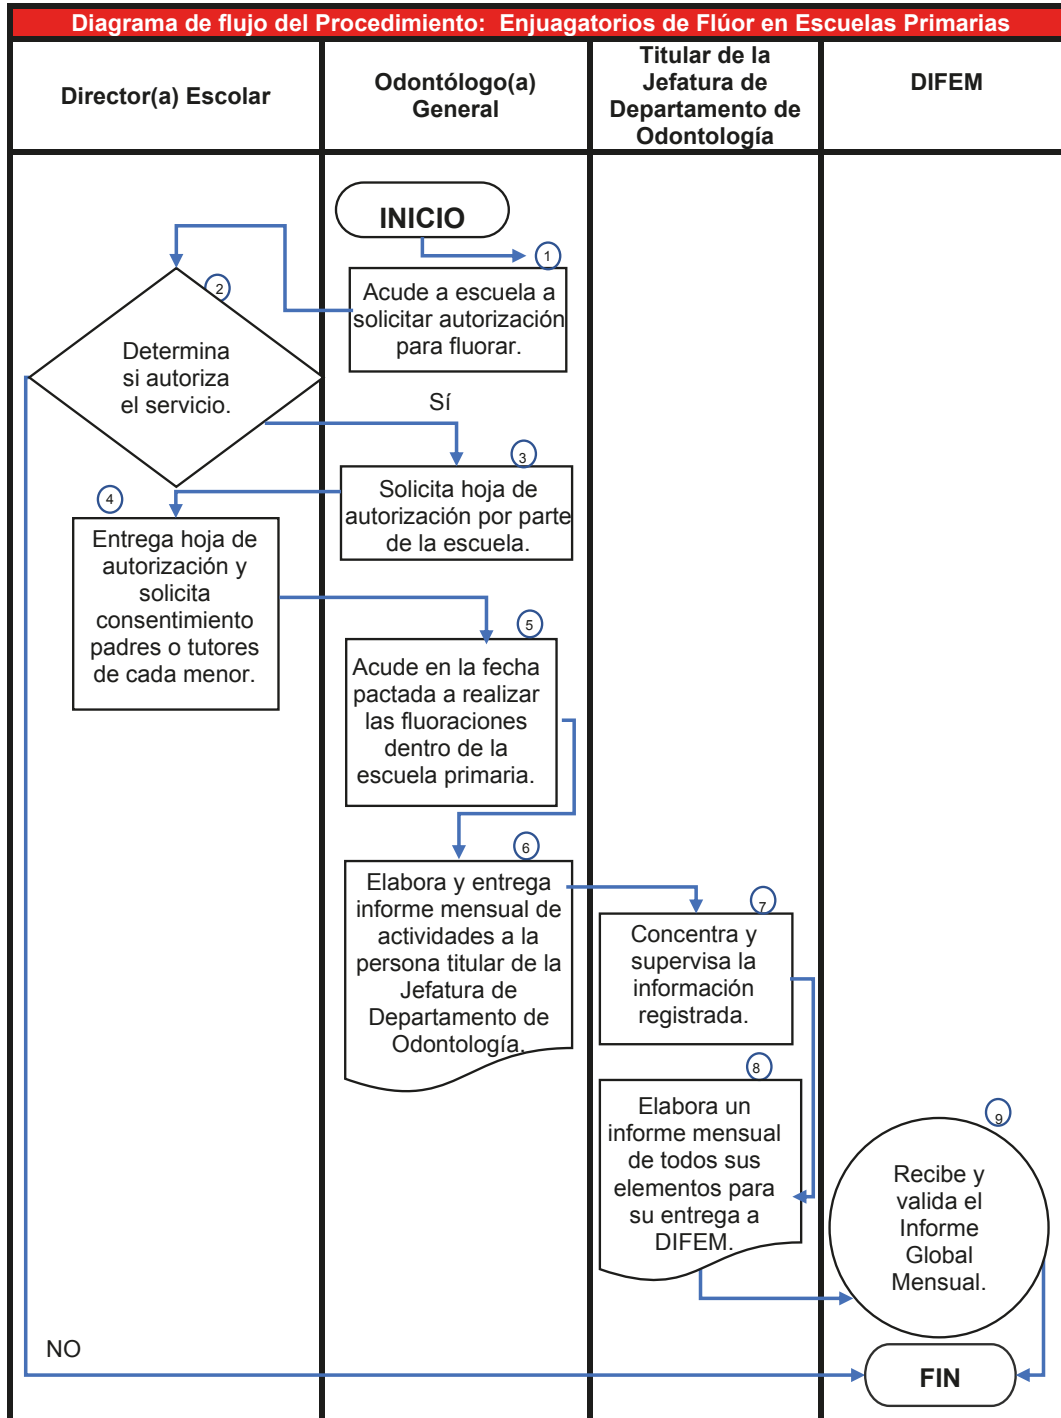 Diagrama de flujo del Procedimiento: Enjuagatorios de Flúor en Escuelas Primarias
Director(a) Escolar
Odontólogo(a)
General
Titular de la
Jefatura de
Departamento de
Odontología
DIFEM
INICIO
1
Acude a escuela a
solicitar autorización
para fluorar.
2
Determina
si autoriza
el servicio.
Sí
3
Solicita hoja de
autorización por parte
de la escuela.
4
Entrega hoja de
autorización y
solicita
consentimiento
padres o tutores
de cada menor.
5
Acude en la fecha
pactada a realizar
las fluoraciones
dentro de la
escuela primaria.
6
Elabora y entrega
informe mensual de
actividades a la
persona titular de la
Jefatura de
Departamento de
Odontología.
7
Concentra y
supervisa la
información
registrada.
8
Elabora un
informe mensual
de todos sus
elementos para
su entrega a
DIFEM.
9
Recibe y
valida el
Informe
Global
Mensual.
NO
FIN